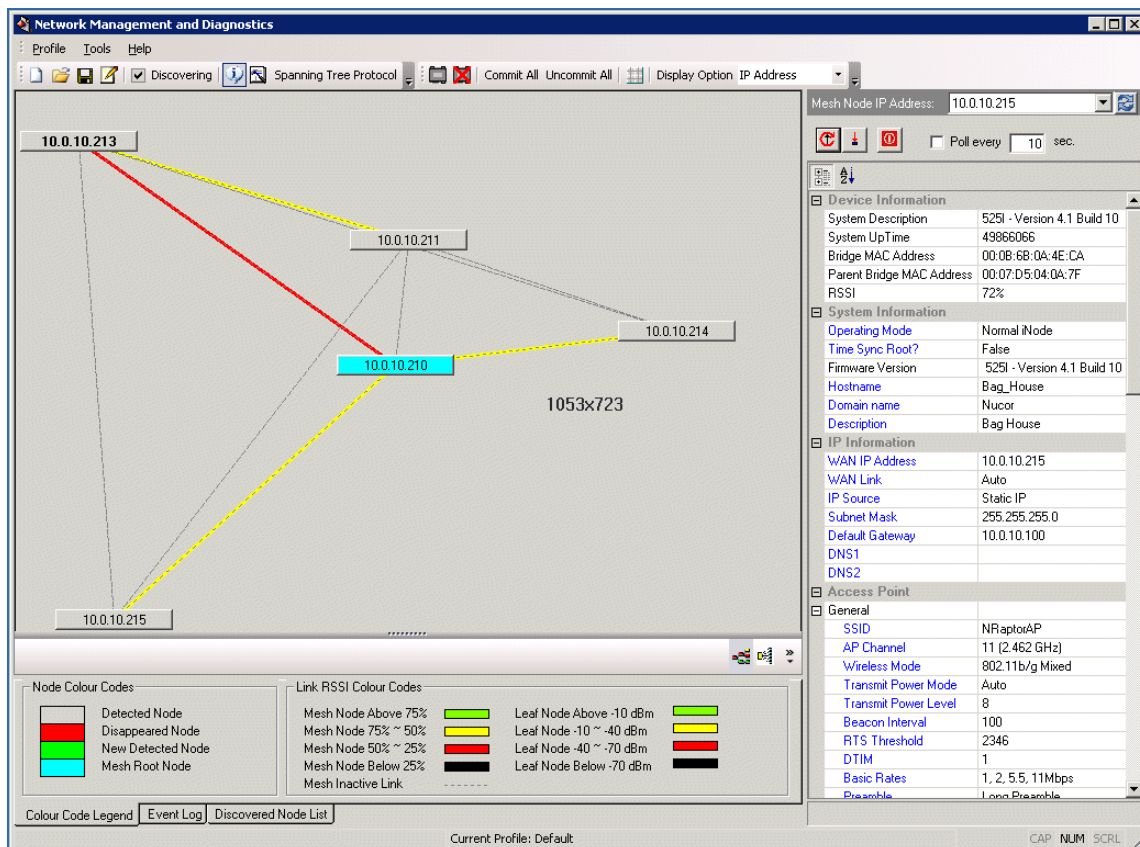 Network Management and Diagnostics
Profile Tools Help
Discovering Spanning Tree Protocol Commit All Uncommit All Display Option IP Address
Mesh Node IP Address: 10.0.10.215
Poll every 10 sec.
10.0.10.213
10.0.10.211
10.0.10.214
10.0.10.210
1053x723
10.0.10.215
Device Information
System Description 525I - Version 4.1 Build 10
System UpTime 49866066
Bridge MAC Address 00:0B:6B:0A:4E:CA
Parent Bridge MAC Address 00:07:D5:04:0A:7F
RSSI 72%
System Information
Operating Mode Normal iNode
Time Sync Root? False
Firmware Version 525I - Version 4.1 Build 10
Hostname Bag_House
Domain name Nucor
Description Bag House
IP Information
WAN IP Address 10.0.10.215
WAN Link Auto
IP Source Static IP
Subnet Mask 255.255.255.0
Default Gateway 10.0.10.100
DNS1
DNS2
Access Point
General
SSID NRaptorAP
AP Channel 11 (2.462 GHz)
Wireless Mode 802.11b/g Mixed
Transmit Power Mode Auto
Transmit Power Level 8
Beacon Interval 100
RTS Threshold 2346
DTIM 1
Basic Rates 1, 2, 5.5, 11Mbps
Preamble Long Preamble
Node Colour Codes
Detected Node
Disappeared Node
New Detected Node
Mesh Root Node
Link RSSI Colour Codes
Mesh Node Above 75% Leaf Node Above -10 dBm
Mesh Node 75% ~ 50% Leaf Node -10 ~ -40 dBm
Mesh Node 50% ~ 25% Leaf Node -40 ~ -70 dBm
Mesh Node Below 25% Leaf Node Below -70 dBm
Mesh Inactive Link
Colour Code Legend Event Log Discovered Node List
Current Profile: Default CAP NUM SCRL